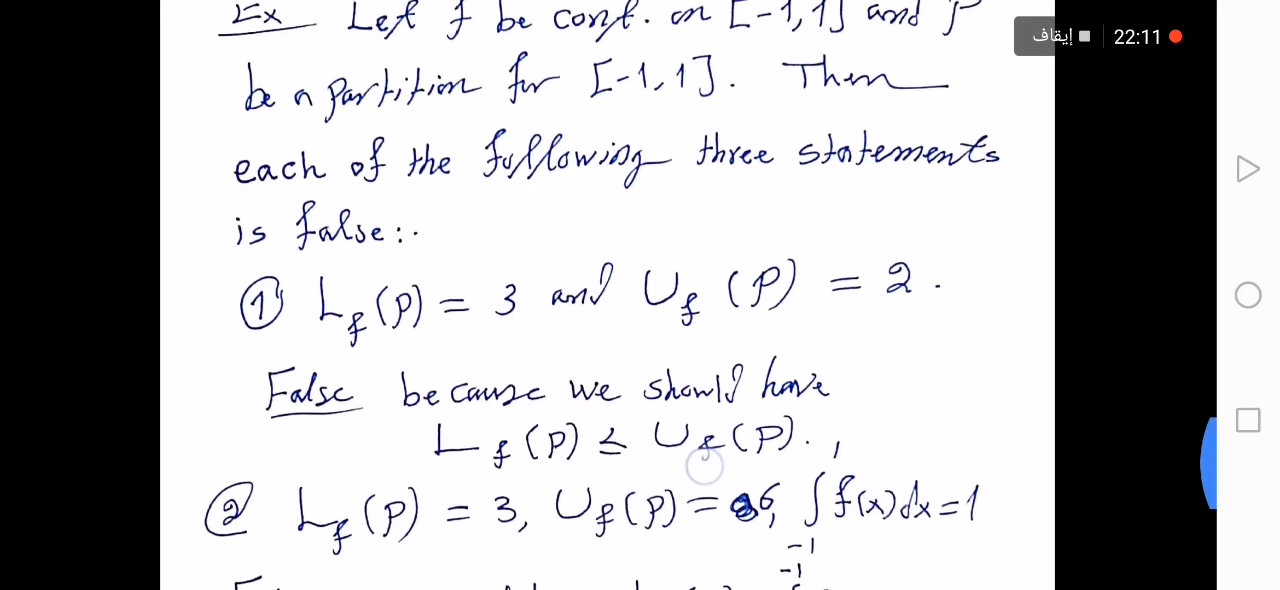 Ex Let f be cont. on [-1,1] and P
إيقاف 22:11
be a partition for [-1,1]. Then
each of the following three statements
is false:.
① L_f(P) = 3 and U_f(P) = 2.
False because we should have
L_f(P) ≤ U_f(P).
② L_f(P) = 3, U_f(P) = 6, ∫_{-1}^{1} f(x)dx = 1
-1